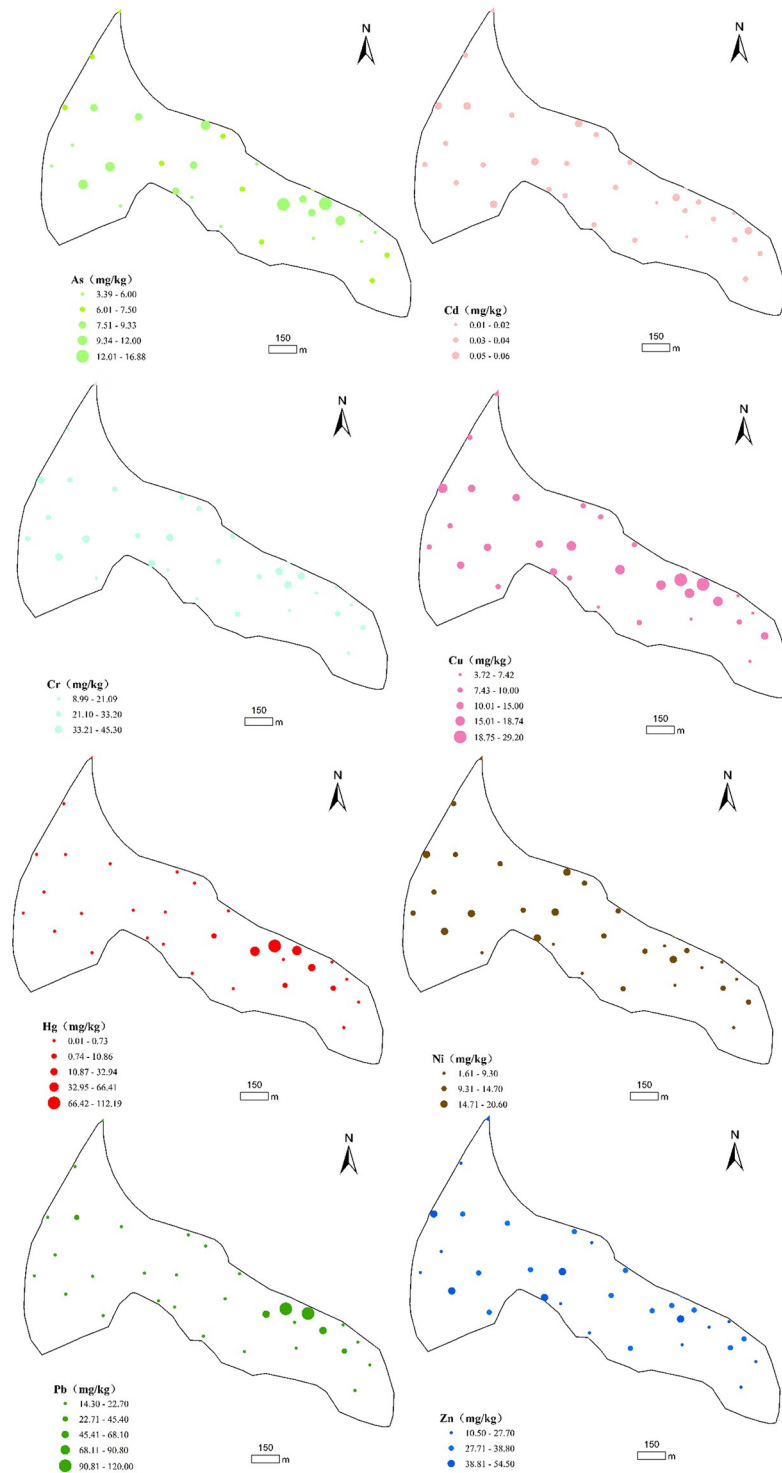 N
N
As（mg/kg）
3.39 - 6.00
6.01 - 7.50
7.51 - 9.33
9.34 - 12.00
12.01 - 16.88
150
m
Cd（mg/kg）
0.01 - 0.02
0.03 - 0.04
0.05 - 0.06
150
m
N
N
Cr（mg/kg）
8.99 - 21.09
21.10 - 33.20
33.21 - 45.30
150
m
Cu（mg/kg）
3.72 - 7.42
7.43 - 10.00
10.01 - 15.00
15.01 - 18.74
18.75 - 29.20
150
m
N
N
Hg（mg/kg）
0.01 - 0.73
0.74 - 10.86
10.87 - 32.94
32.95 - 66.41
66.42 - 112.19
150
m
Ni（mg/kg）
1.61 - 9.30
9.31 - 14.70
14.71 - 20.60
150
m
N
N
Pb（mg/kg）
14.30 - 22.70
22.71 - 45.40
45.41 - 68.10
68.11 - 90.80
90.81 - 120.00
150
m
Zn（mg/kg）
10.50 - 27.70
27.71 - 38.80
38.81 - 54.50
150
m